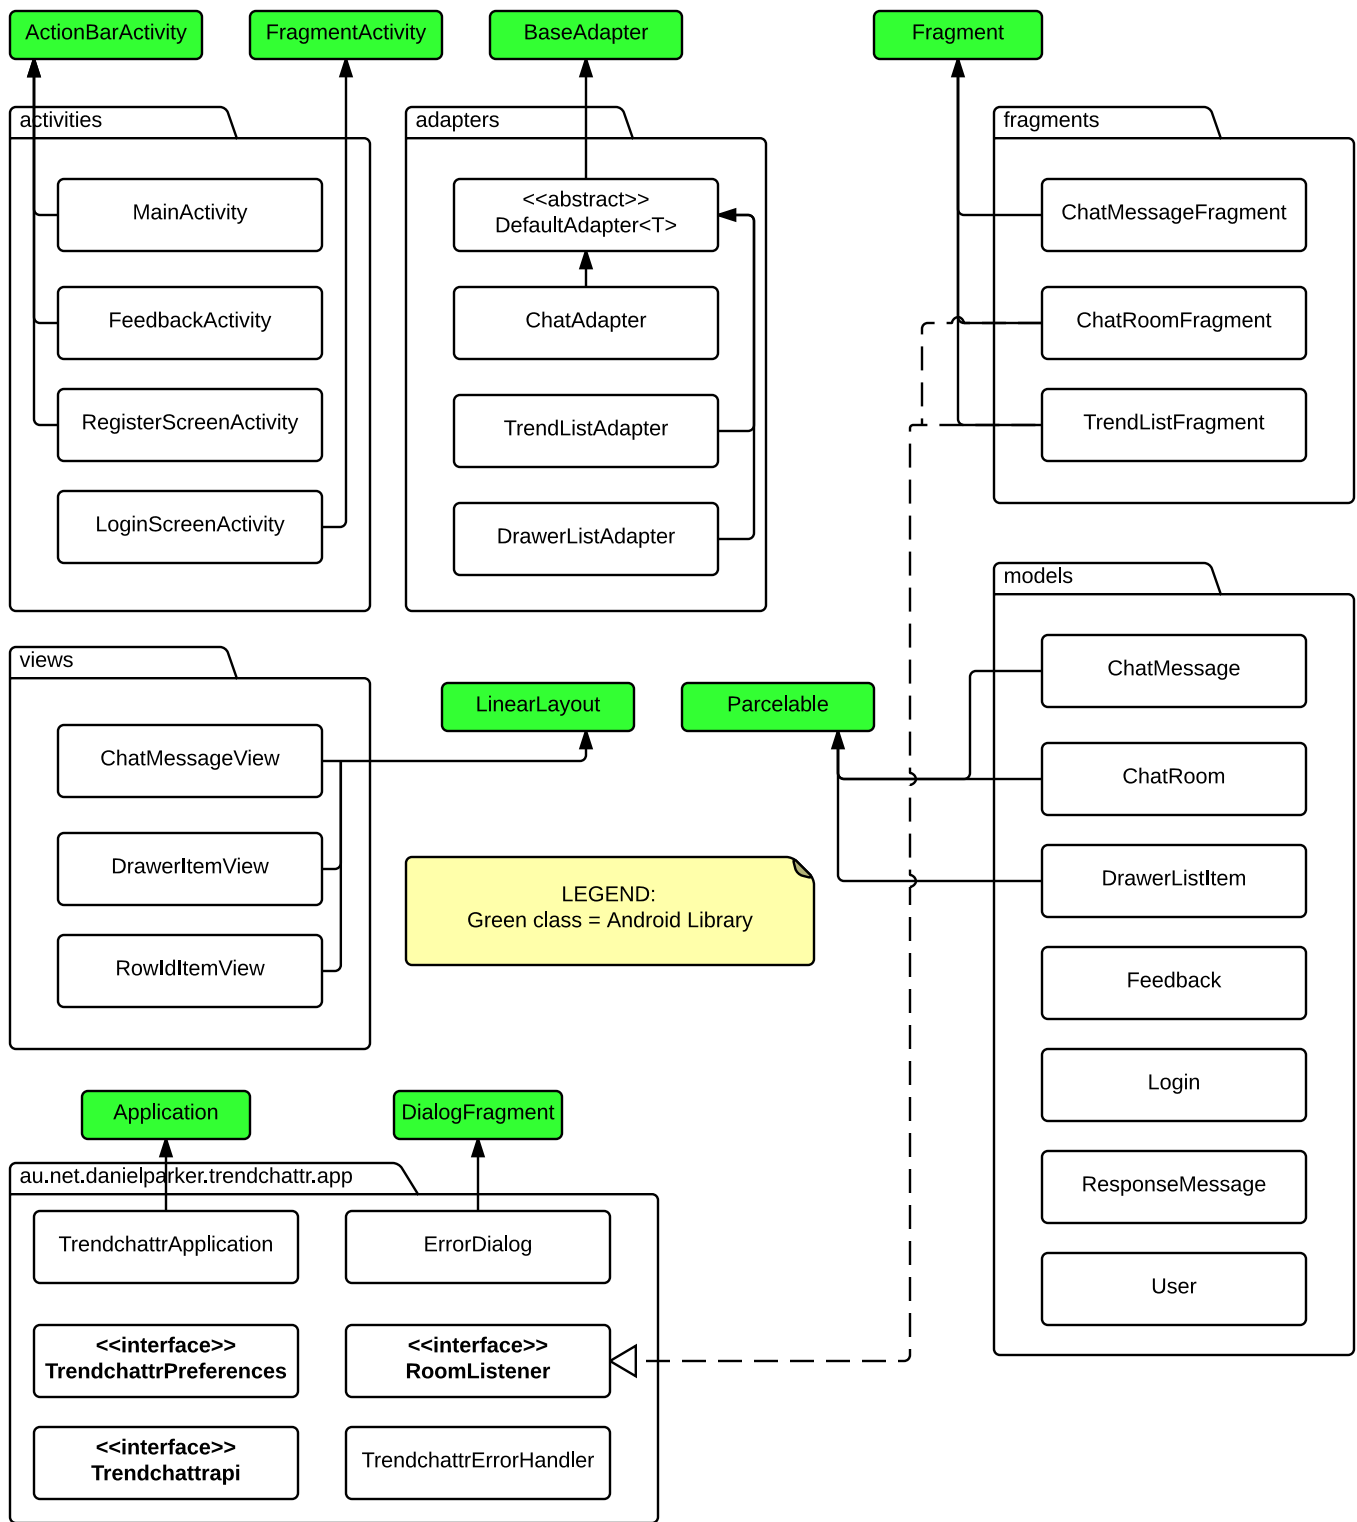 ActionBarActivity
FragmentActivity
BaseAdapter
Fragment
activities
MainActivity
FeedbackActivity
RegisterScreenActivity
LoginScreenActivity
adapters
<<abstract>>
DefaultAdapter<T>
ChatAdapter
TrendListAdapter
DrawerListAdapter
fragments
ChatMessageFragment
ChatRoomFragment
TrendListFragment
views
ChatMessageView
DrawerItemView
RowIdItemView
LinearLayout
Parcelable
LEGEND:
Green class = Android Library
models
ChatMessage
ChatRoom
DrawerListItem
Feedback
Login
ResponseMessage
User
Application
DialogFragment
au.net.danielparker.trendchattr.app
TrendchattrApplication
ErrorDialog
<<interface>>
TrendchattrPreferences
<<interface>>
RoomListener
<<interface>>
Trendchattrapi
TrendchattrErrorHandler